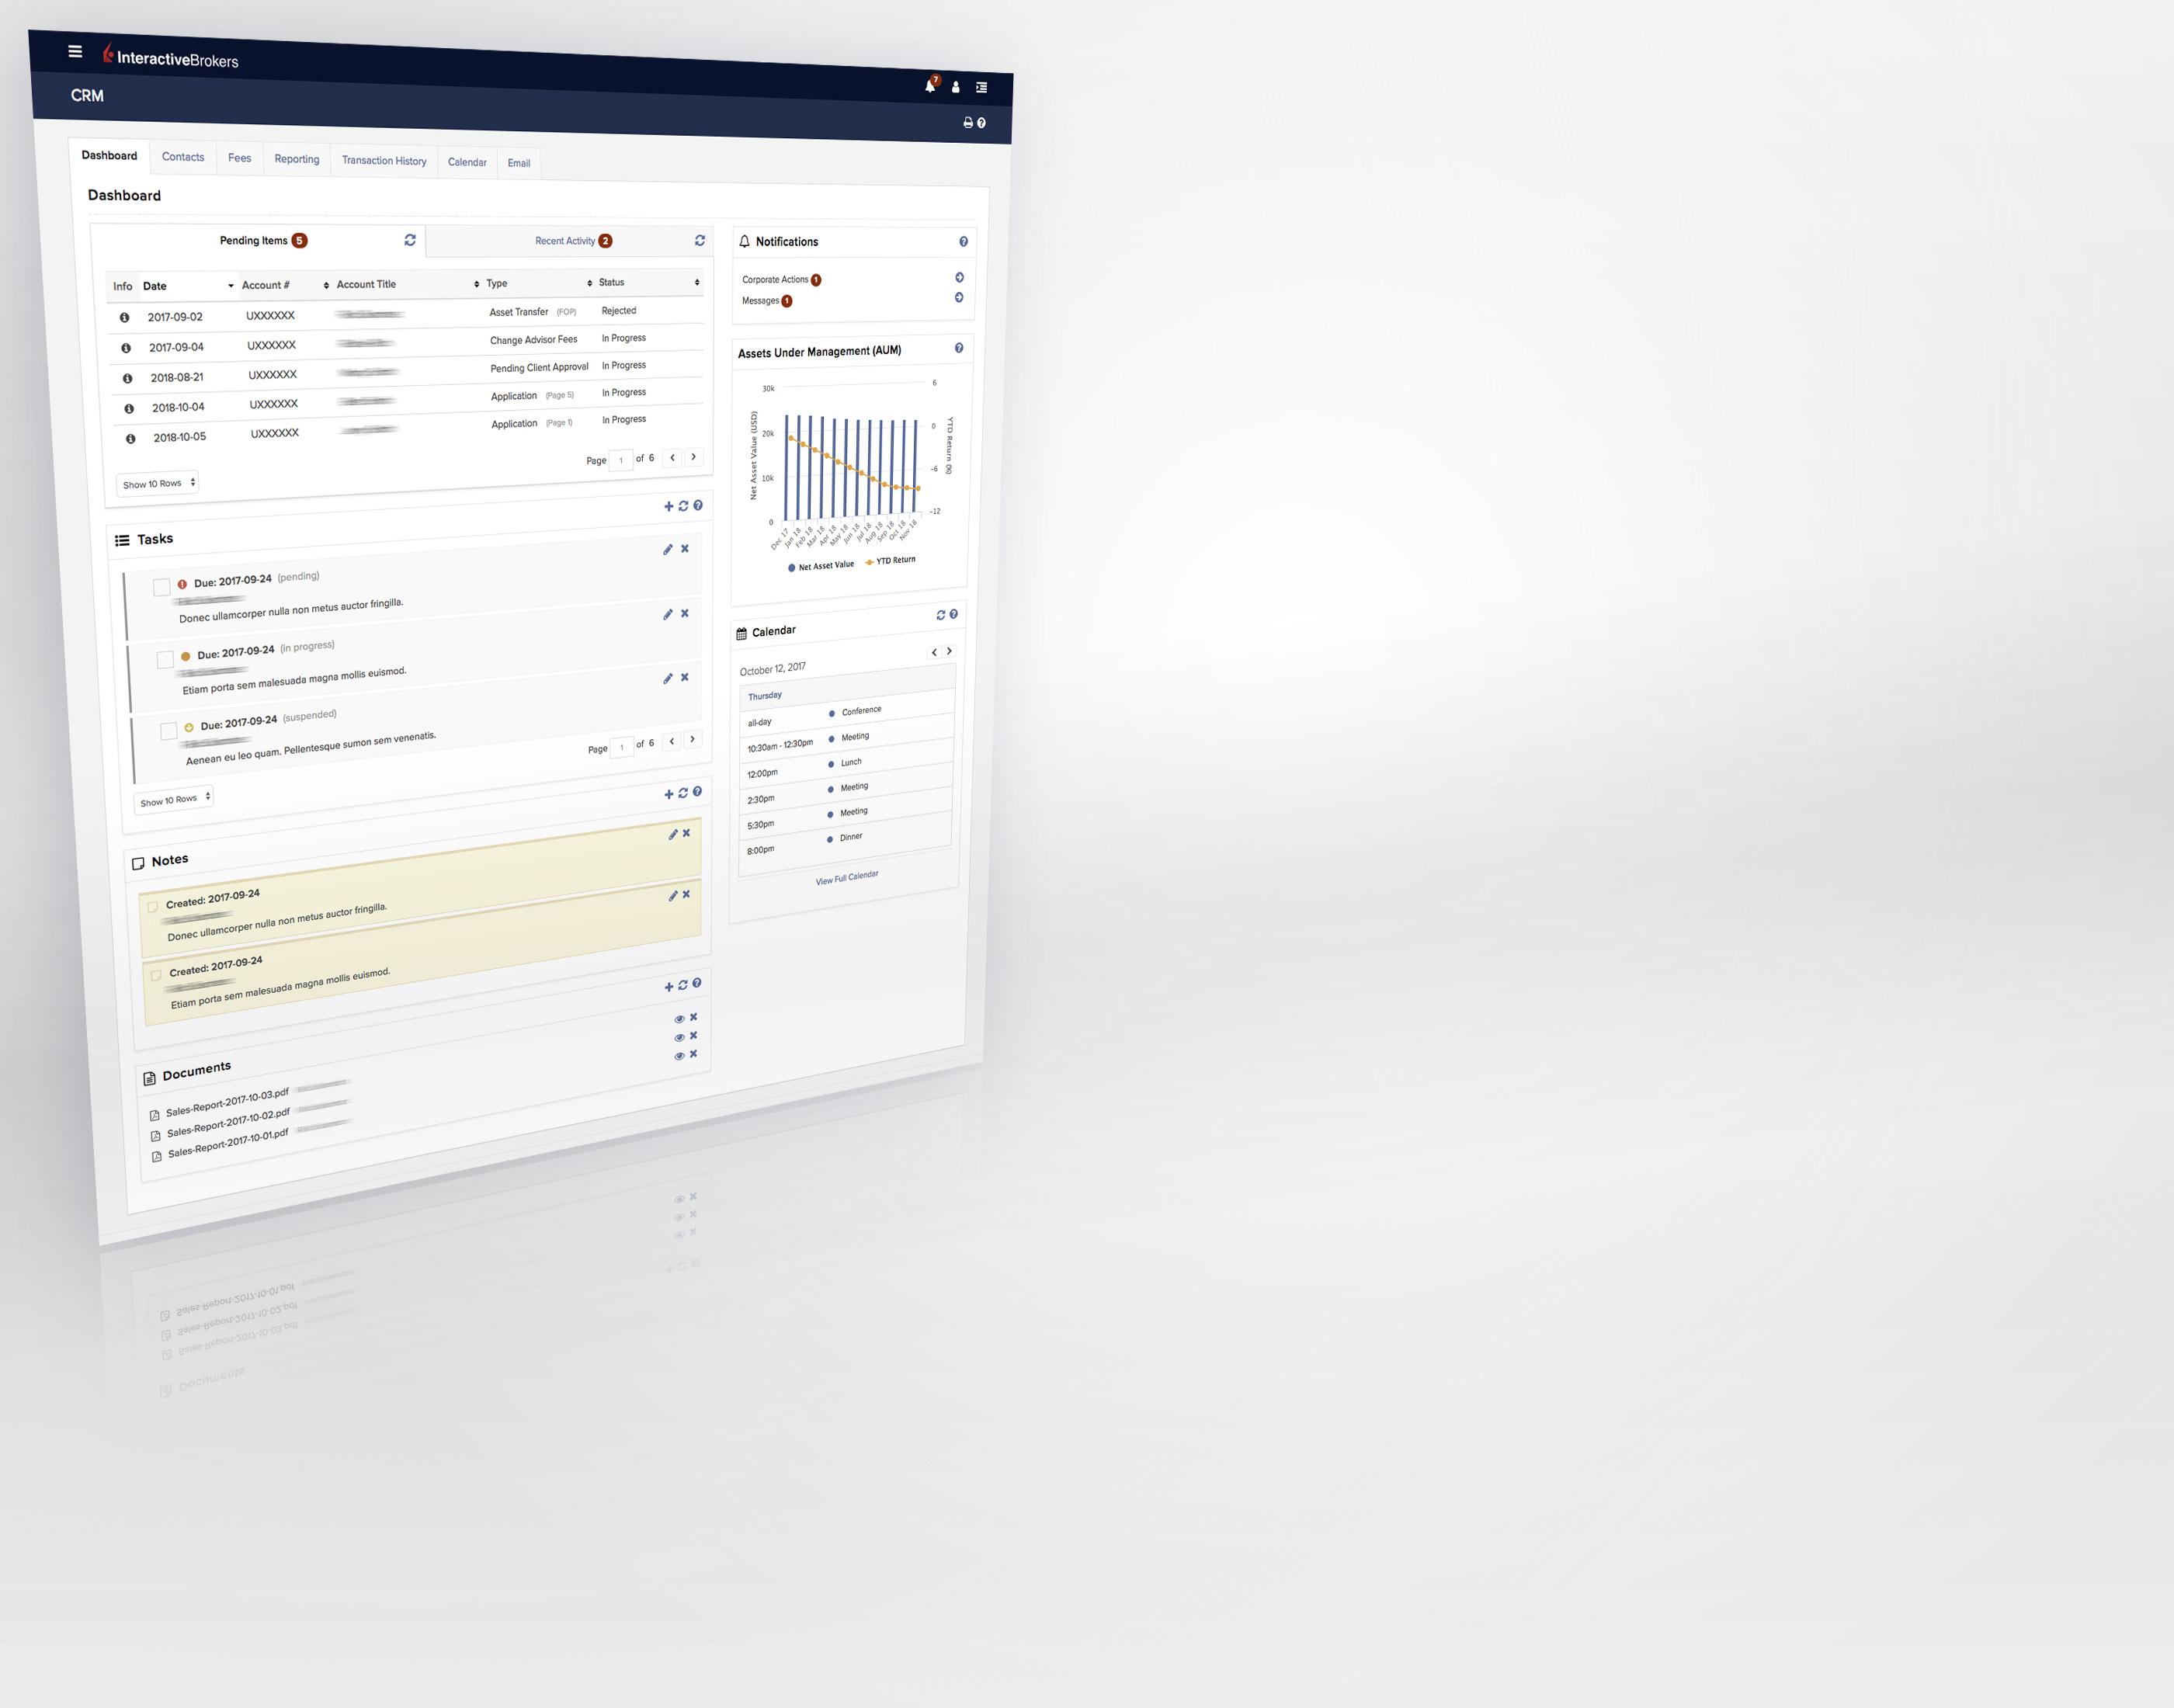 InteractiveBrokers
7
CRM
Dashboard Contacts Fees Reporting Transaction History Calendar Email
Dashboard
Pending Items 5
Recent Activity 2
Info Date Account # Account Title Type Status
2017-09-02 UXXXXXX Asset Transfer (FOP) Rejected
2017-09-04 UXXXXXX Change Advisor Fees In Progress
2018-08-21 UXXXXXX Pending Client Approval In Progress
2018-10-04 UXXXXXX Application (Page 5) In Progress
2018-10-05 UXXXXXX Application (Page 1) In Progress
Page 1 of 6
Show 10 Rows
Tasks
Due: 2017-09-24 (pending)
Donec ullamcorper nulla non metus auctor fringilla.
Due: 2017-09-24 (in progress)
Etiam porta sem malesuada magna mollis euismod.
Due: 2017-09-24 (suspended)
Aenean eu leo quam. Pellentesque sumon sem venenatis.
Page 1 of 6
Show 10 Rows
Notes
Created: 2017-09-24
Donec ullamcorper nulla non metus auctor fringilla.
Created: 2017-09-24
Etiam porta sem malesuada magna mollis euismod.
Documents
Sales-Report-2017-10-03.pdf
Sales-Report-2017-10-02.pdf
Sales-Report-2017-10-01.pdf
Notifications
Corporate Actions 1
Messages 1
Assets Under Management (AUM)
30k
20k
10k
0
Net Asset Value (USD)
6
0
-6
-12
YTD Return (%)
Dec 17 Jan 18 Feb 18 Mar 18 Apr 18 May 18 Jun 18 Jul 18 Aug 18 Sep 18 Oct 18 Nov 18
Net Asset Value YTD Return
Calendar
October 12, 2017
Thursday
all-day Conference
10:30am - 12:30pm Meeting
12:00pm Lunch
2:30pm Meeting
5:30pm Meeting
8:00pm Dinner
View Full Calendar